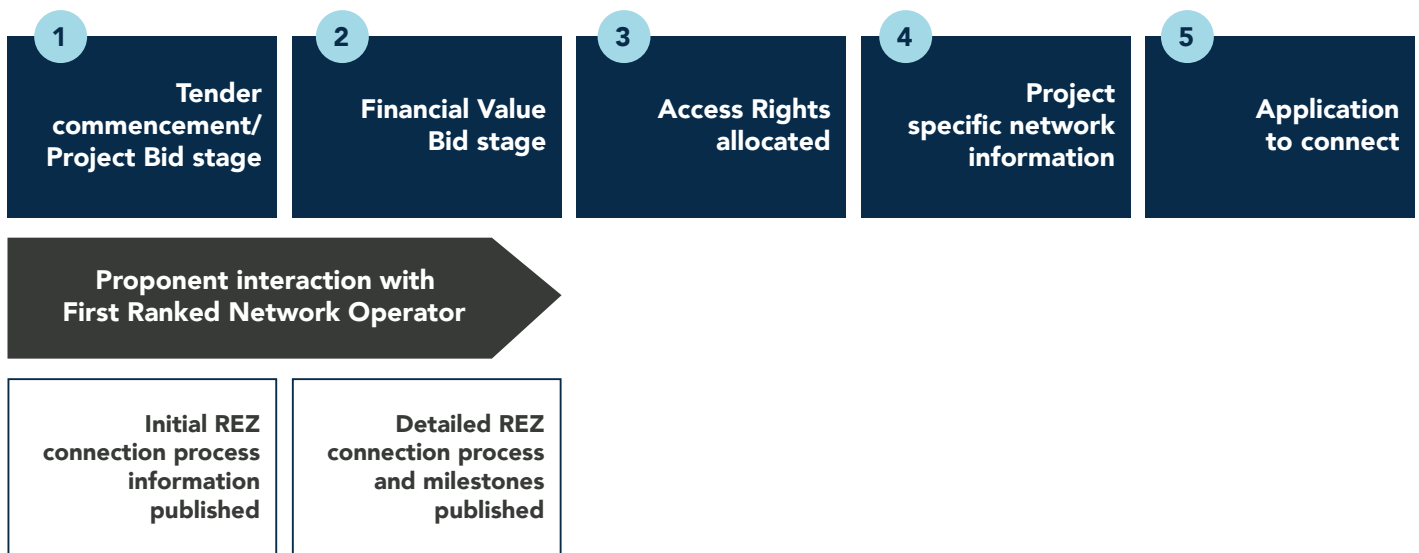 1
Tender
commencement/
Project Bid stage
2
Financial Value
Bid stage
3
Access Rights
allocated
4
Project
specific network
information
5
Application
to connect
Proponent interaction with
First Ranked Network Operator
Initial REZ
connection process
information
published
Detailed REZ
connection process
and milestones
published